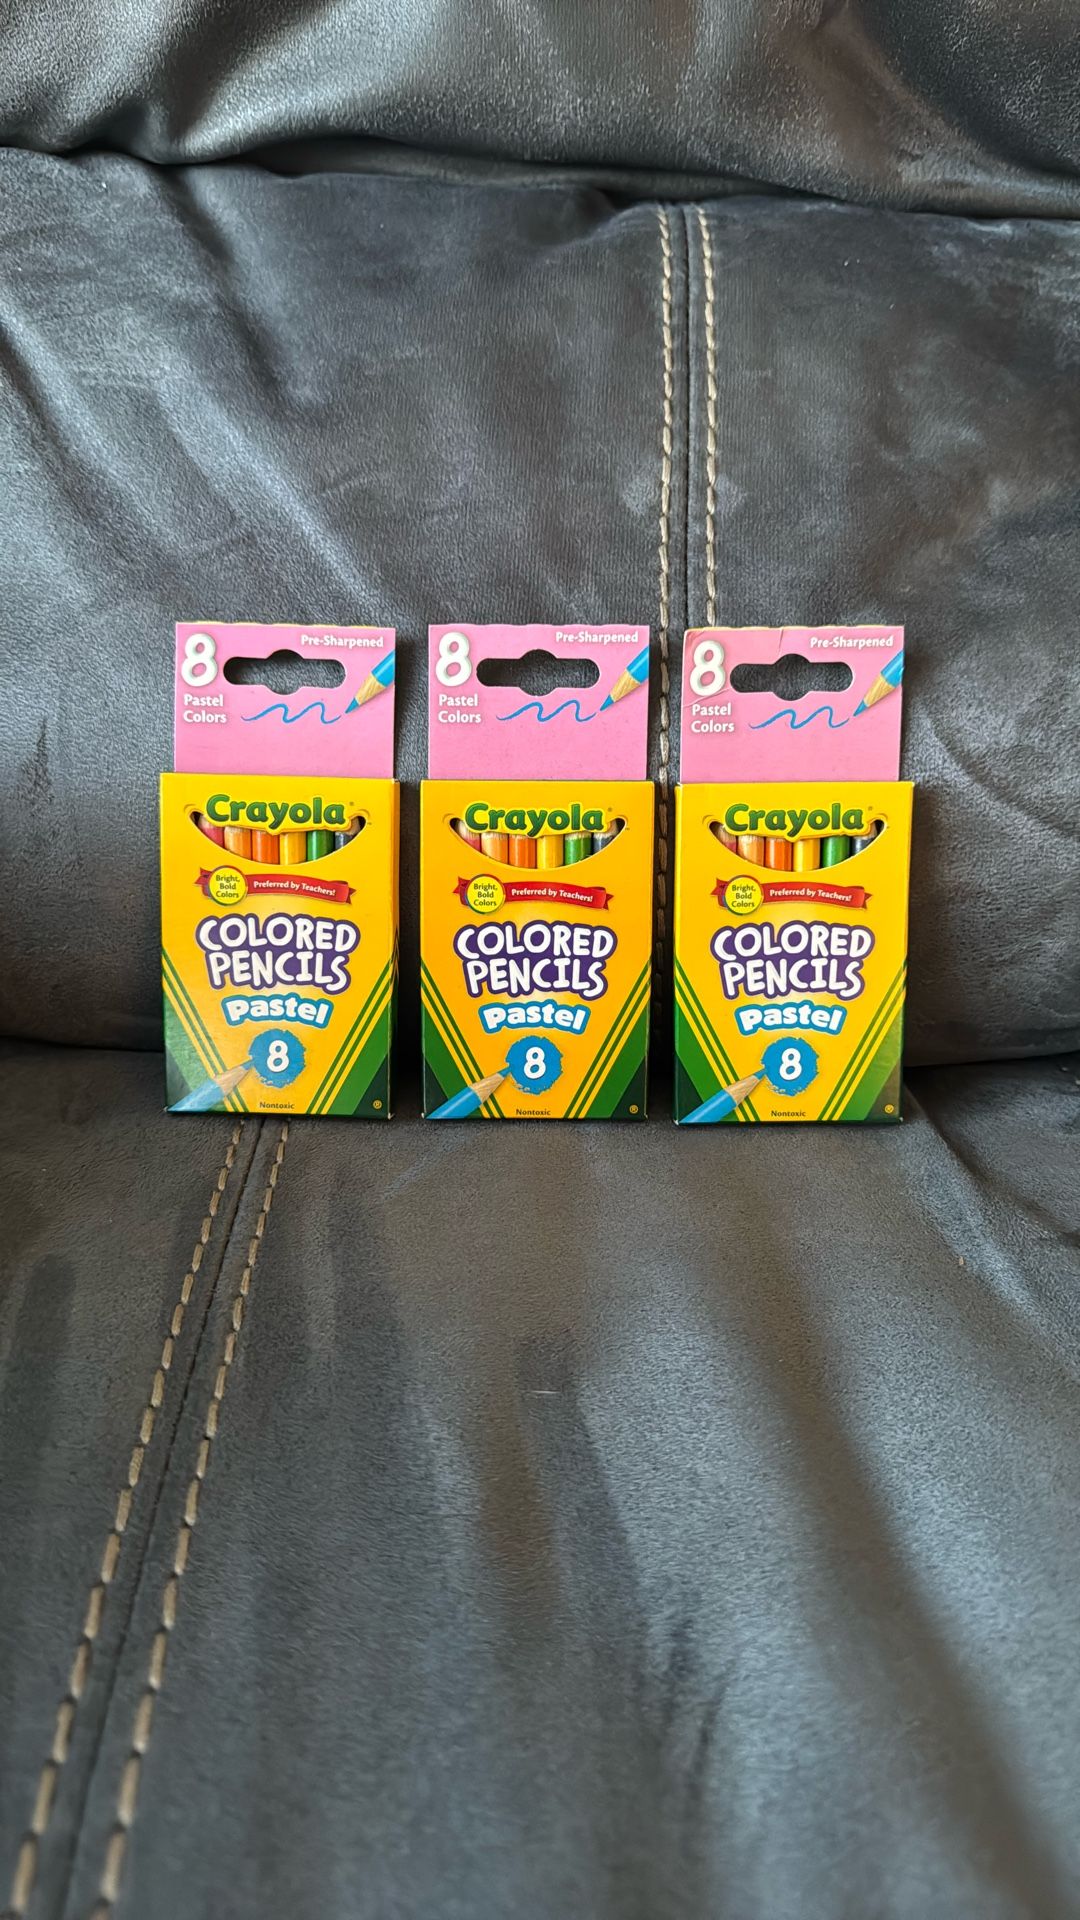 8
Pre-Sharpened
Pastel
Colors
Crayola
Bright,
Bold
Colors
Preferred by Teachers!
COLORED
PENCILS
Pastel
8
Nontoxic
®
8
Pre-Sharpened
Pastel
Colors
Crayola
Bright,
Bold
Colors
Preferred by Teachers!
COLORED
PENCILS
Pastel
8
Nontoxic
®
8
Pre-Sharpened
Pastel
Colors
Crayola
Bright,
Bold
Colors
Preferred by Teachers!
COLORED
PENCILS
Pastel
8
Nontoxic
®